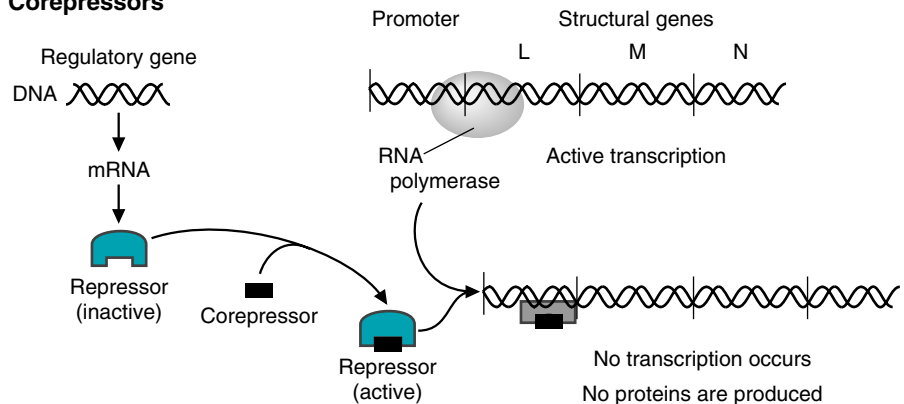 Corepressors
Promoter
Structural genes
Regulatory gene
L
M
N
DNA
mRNA
RNA
polymerase
Active transcription
Repressor
(inactive)
Corepressor
Repressor
(active)
No transcription occurs
No proteins are produced